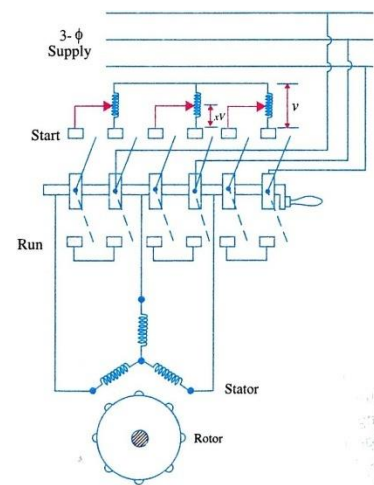 3- ϕ
Supply
v
xV
Start
Run
Stator
Rotor